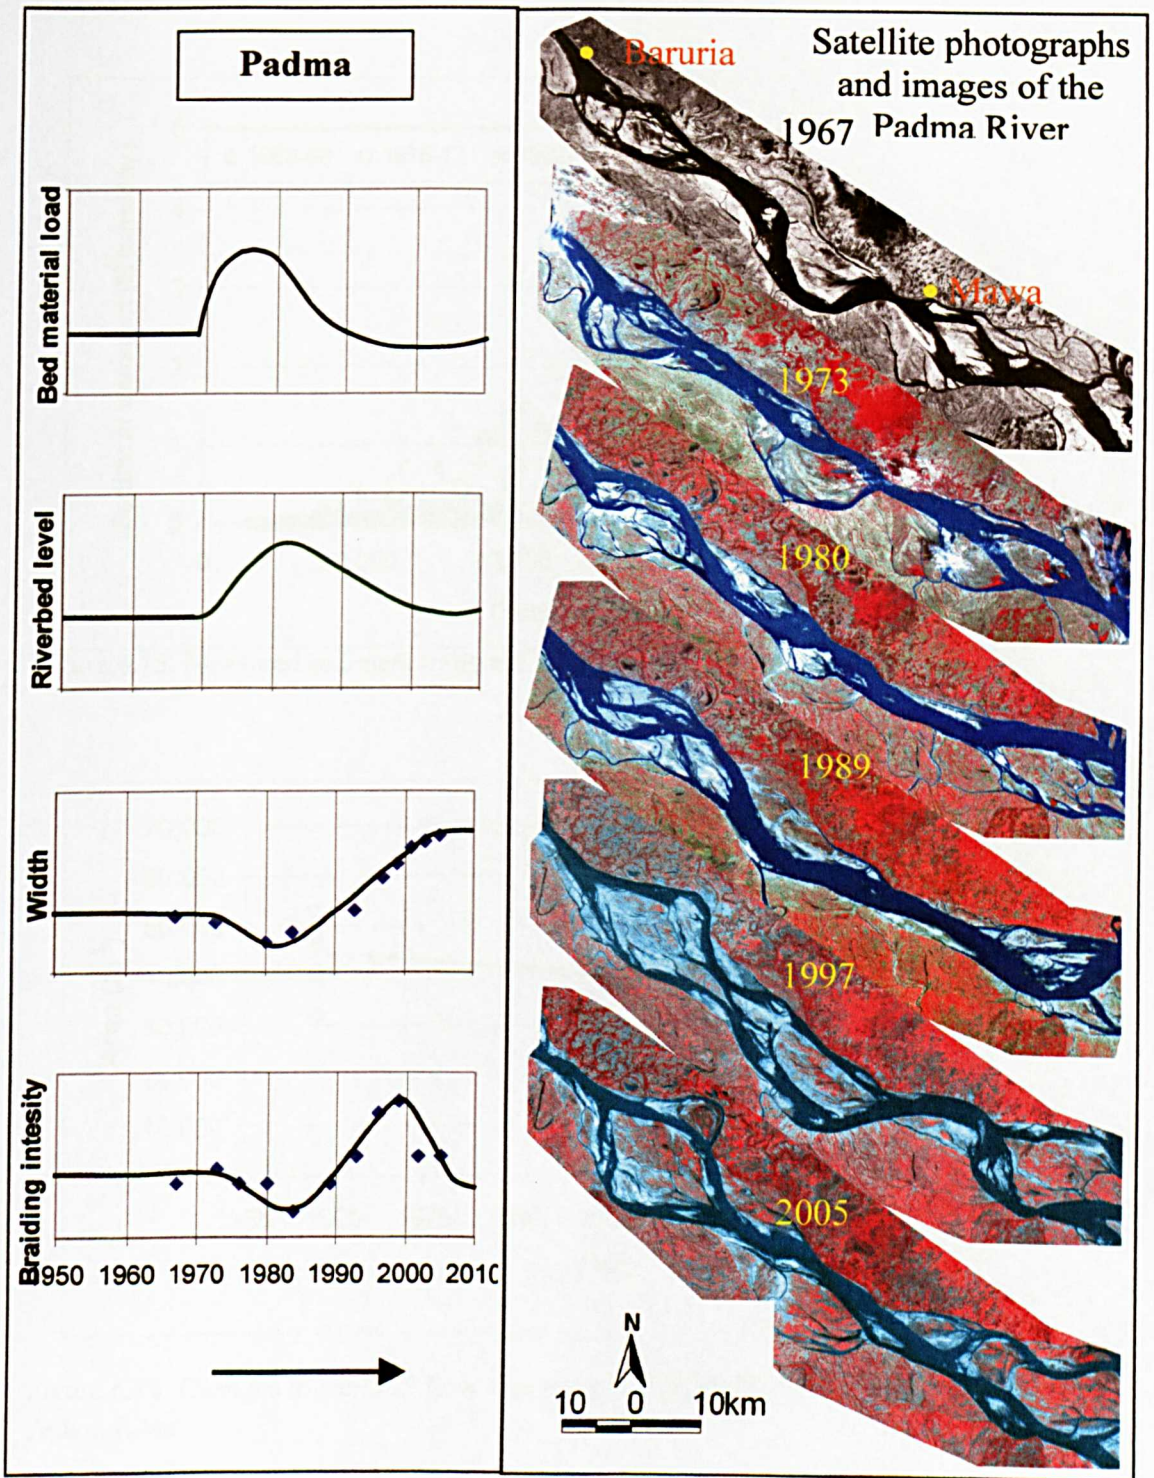 Padma
Bed material load
Riverbed level
Width
Braiding intesity
1950 1960 1970 1980 1990 2000 2010
Satellite photographs
and images of the
Padma River
Baruria
1967
Mawa
1973
1980
1989
1997
2005
N
10 0 10km